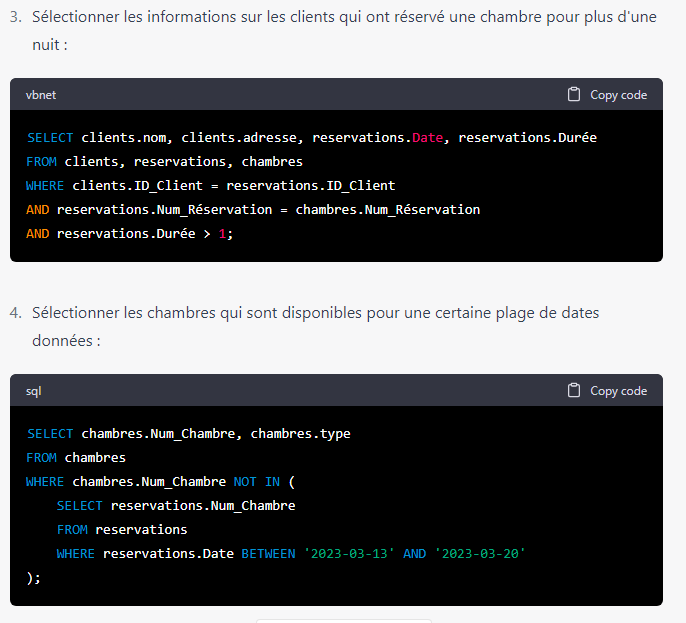 3. Sélectionner les informations sur les clients qui ont réservé une chambre pour plus d'une
nuit :
vbnet Copy code
SELECT clients.nom, clients.adresse, reservations.Date, reservations.Durée
FROM clients, reservations, chambres
WHERE clients.ID_Client = reservations.ID_Client
AND reservations.Num_Réservation = chambres.Num_Réservation
AND reservations.Durée > 1;
4. Sélectionner les chambres qui sont disponibles pour une certaine plage de dates
données :
sql Copy code
SELECT chambres.Num_Chambre, chambres.type
FROM chambres
WHERE chambres.Num_Chambre NOT IN (
    SELECT reservations.Num_Chambre
    FROM reservations
    WHERE reservations.Date BETWEEN '2023-03-13' AND '2023-03-20'
);